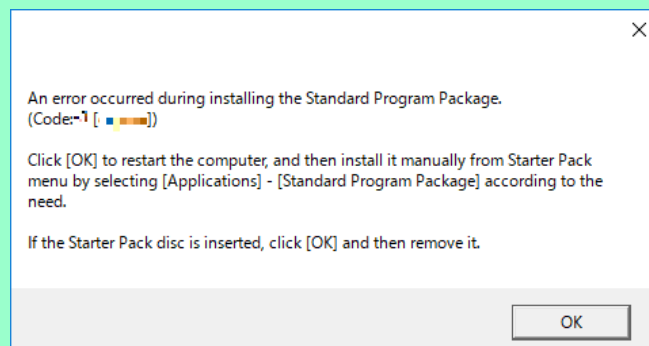 An error occurred during installing the Standard Program Package.
(Code:-1 [])
Click [OK] to restart the computer, and then install it manually from Starter Pack
menu by selecting [Applications] - [Standard Program Package] according to the
need.
If the Starter Pack disc is inserted, click [OK] and then remove it.
OK